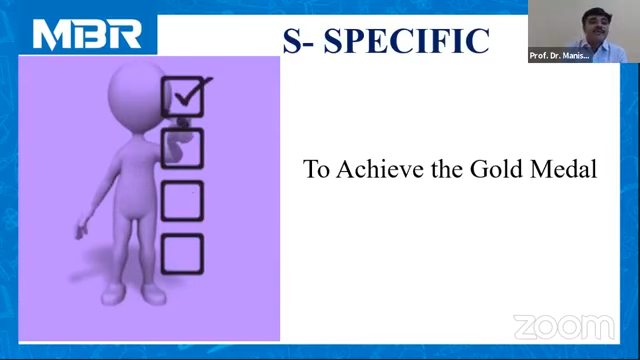 MBR
S- SPECIFIC
Prof. Dr. Manis...
To Achieve the Gold Medal
zoom